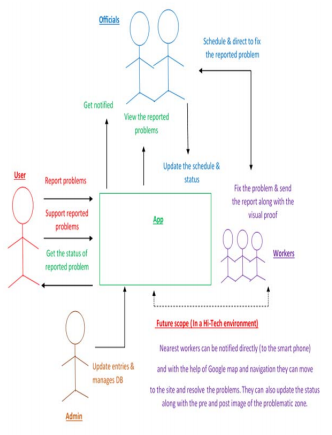 Officials
Schedule & direct to fix
the reported problem
Get notified
View the reported
problems
Update the schedule &
status
User
Report problems
Support reported
problems
Get the status of
reported problem
App
Fix the problem & send
the report along with the
visual proof
Workers
Future scope (In a Hi-Tech environment)
Nearest workers can be notified directly (to the smart phone)
and with the help of Google map and navigation they can move
to the site and resolve the problems. They can also update the status
along with the pre and post image of the problematic zone.
Update entries &
manages DB
Admin